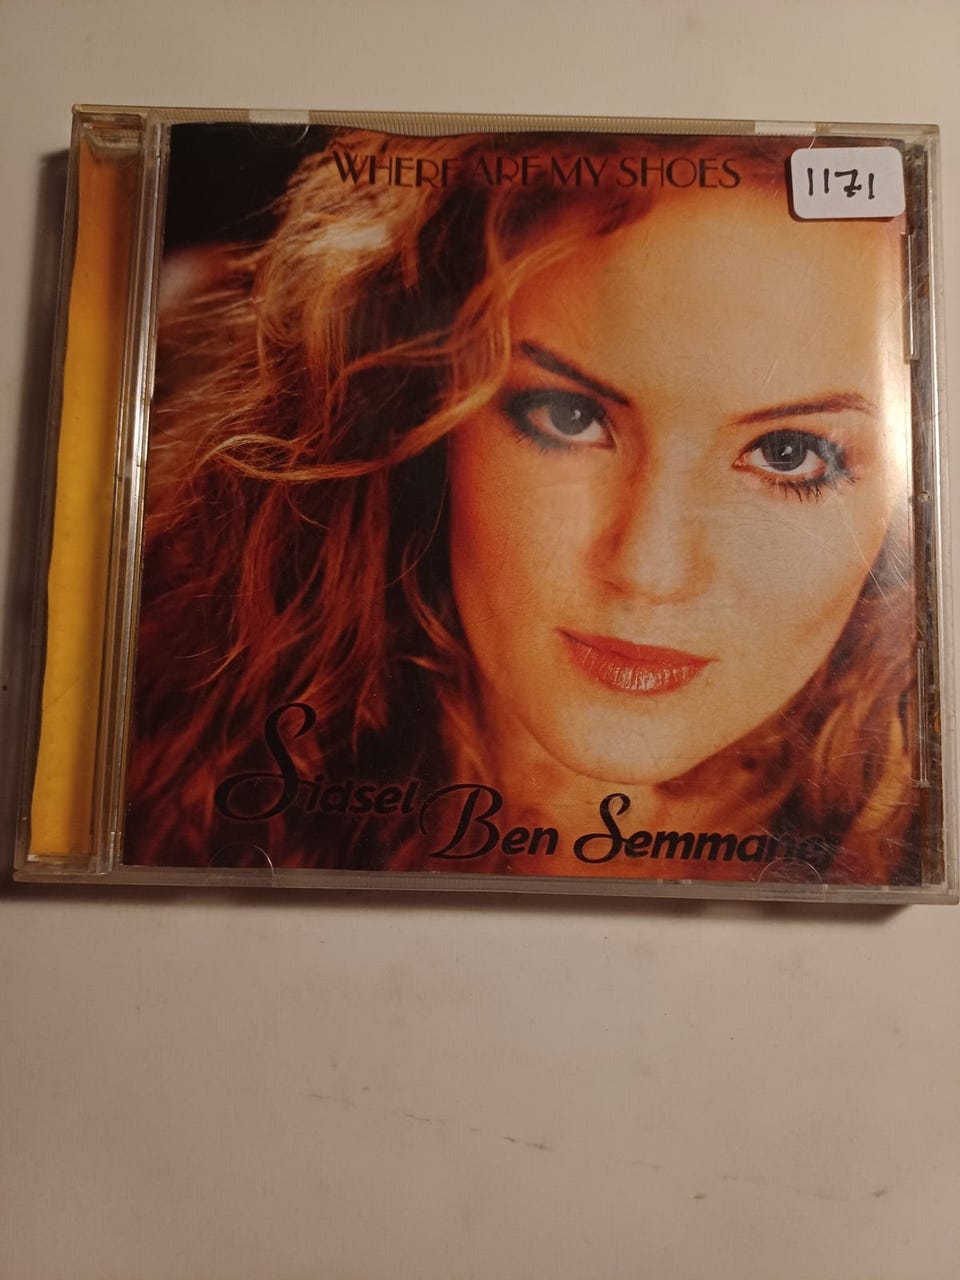 WHERE ARE MY SHOES
1171
Sidsel Ben Semmane